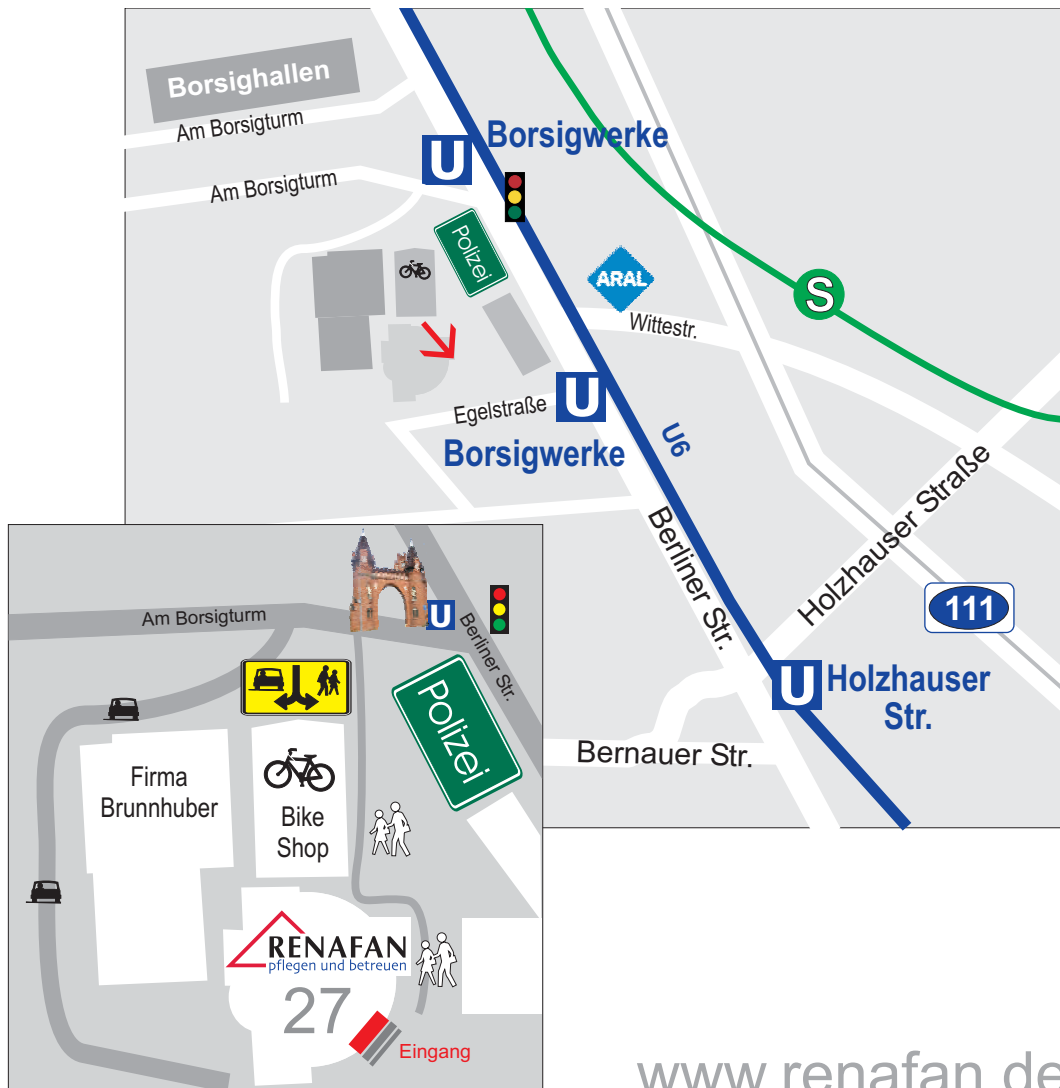 Borsighallen
Am Borsigturm
U
Borsigwerke
Am Borsigturm
Polizei
ARAL
S
Wittestr.
Egelstraße
U
Borsigwerke
U6
Berliner Str.
Holzhauser Straße
111
U
Holzhauser
Str.
Bernauer Str.
Am Borsigturm
U
Berliner Str.
Polizei
Firma
Brunnhuber
Bike
Shop
RENAFAN
pflegen und betreuen
27
Eingang
www.renafan.de